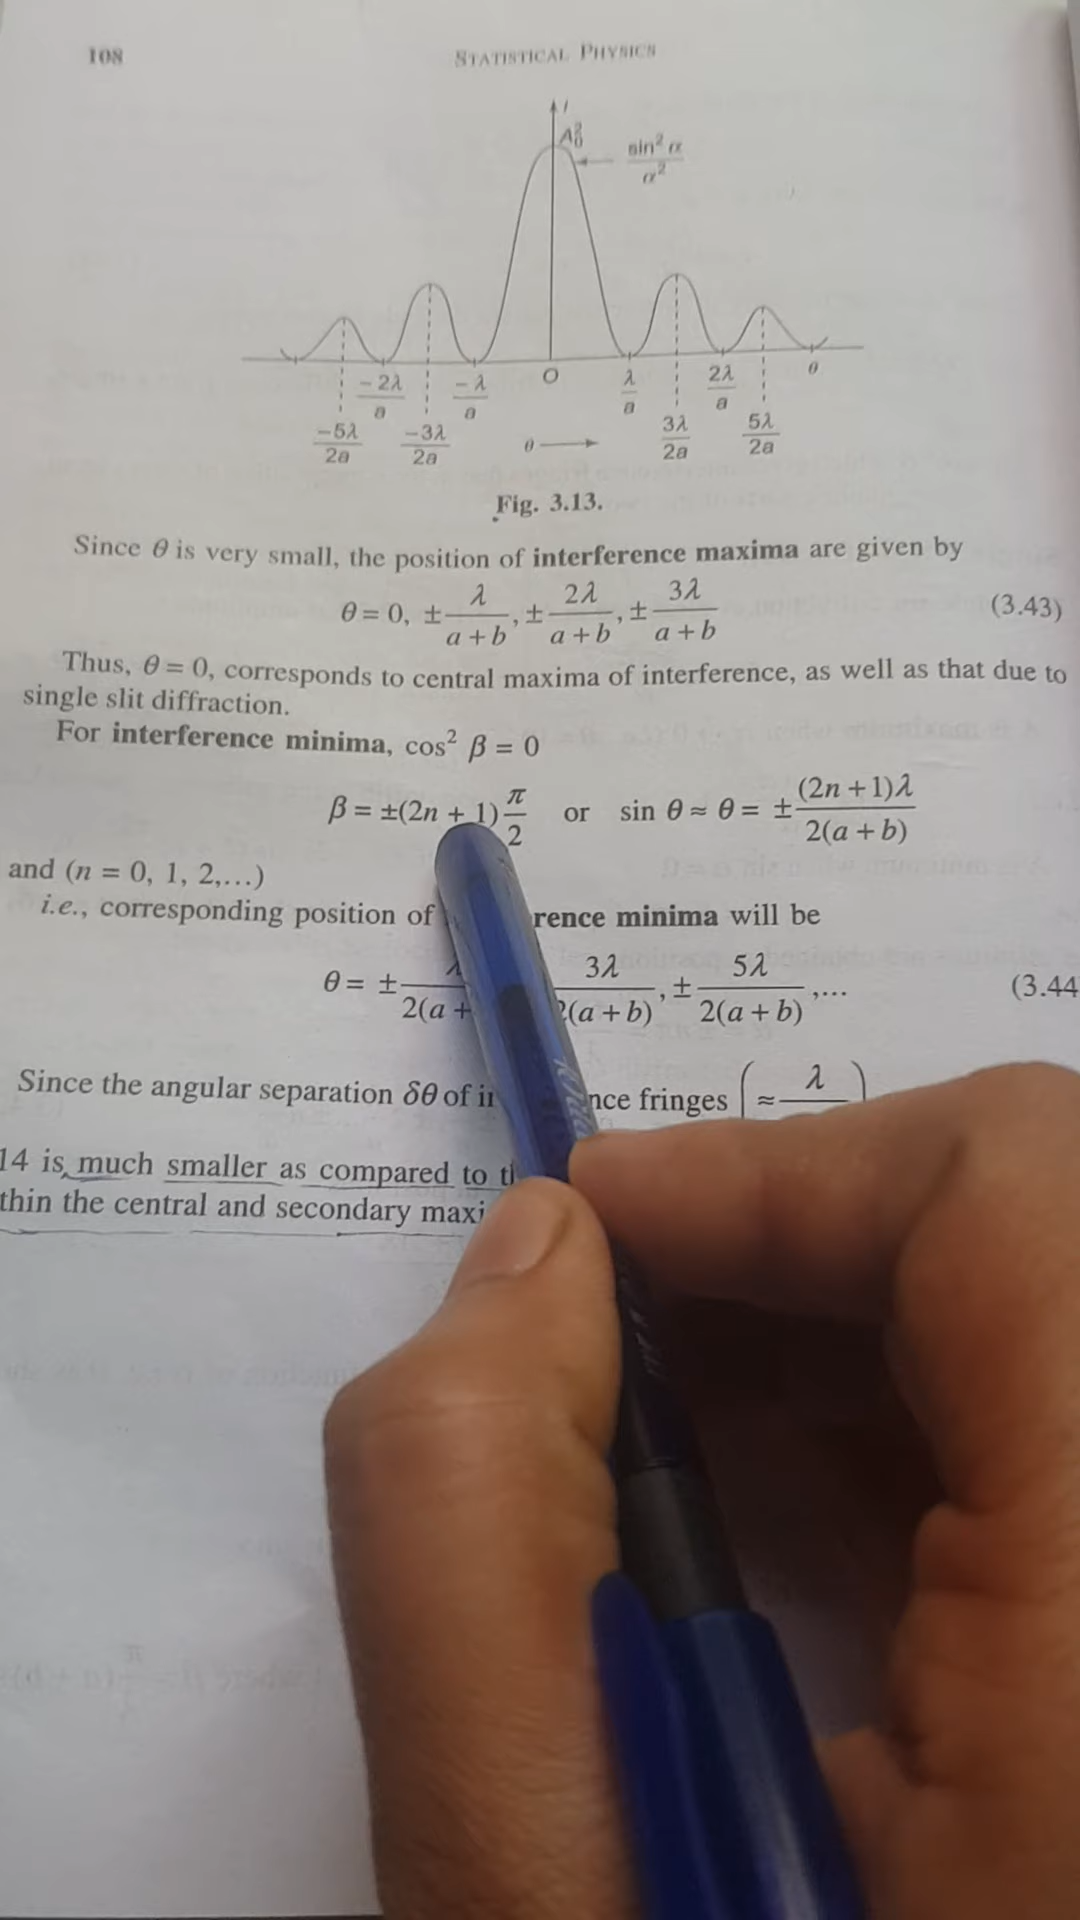 108 STATISTICAL PHYSICS
I
A₀²
sin² α / α²
O θ
−2λ/a −λ/a λ/a 2λ/a
−5λ/2a −3λ/2a θ → 3λ/2a 5λ/2a
Fig. 3.13.
Since θ is very small, the position of interference maxima are given by
θ = 0, ± λ/(a + b), ± 2λ/(a + b), ± 3λ/(a + b) (3.43)
Thus, θ = 0, corresponds to central maxima of interference, as well as that due to
single slit diffraction.
For interference minima, cos² β = 0
β = ±(2n + 1) π/2 or sin θ ≈ θ = ± (2n + 1)λ / 2(a + b)
and (n = 0, 1, 2,...)
i.e., corresponding position of rence minima will be
θ = ± λ/2(a + 3λ/2(a + b), ± 5λ/2(a + b),... (3.44
Since the angular separation δθ of nce fringes (≈ λ
14 is much smaller as compared to
thin the central and secondary maxi